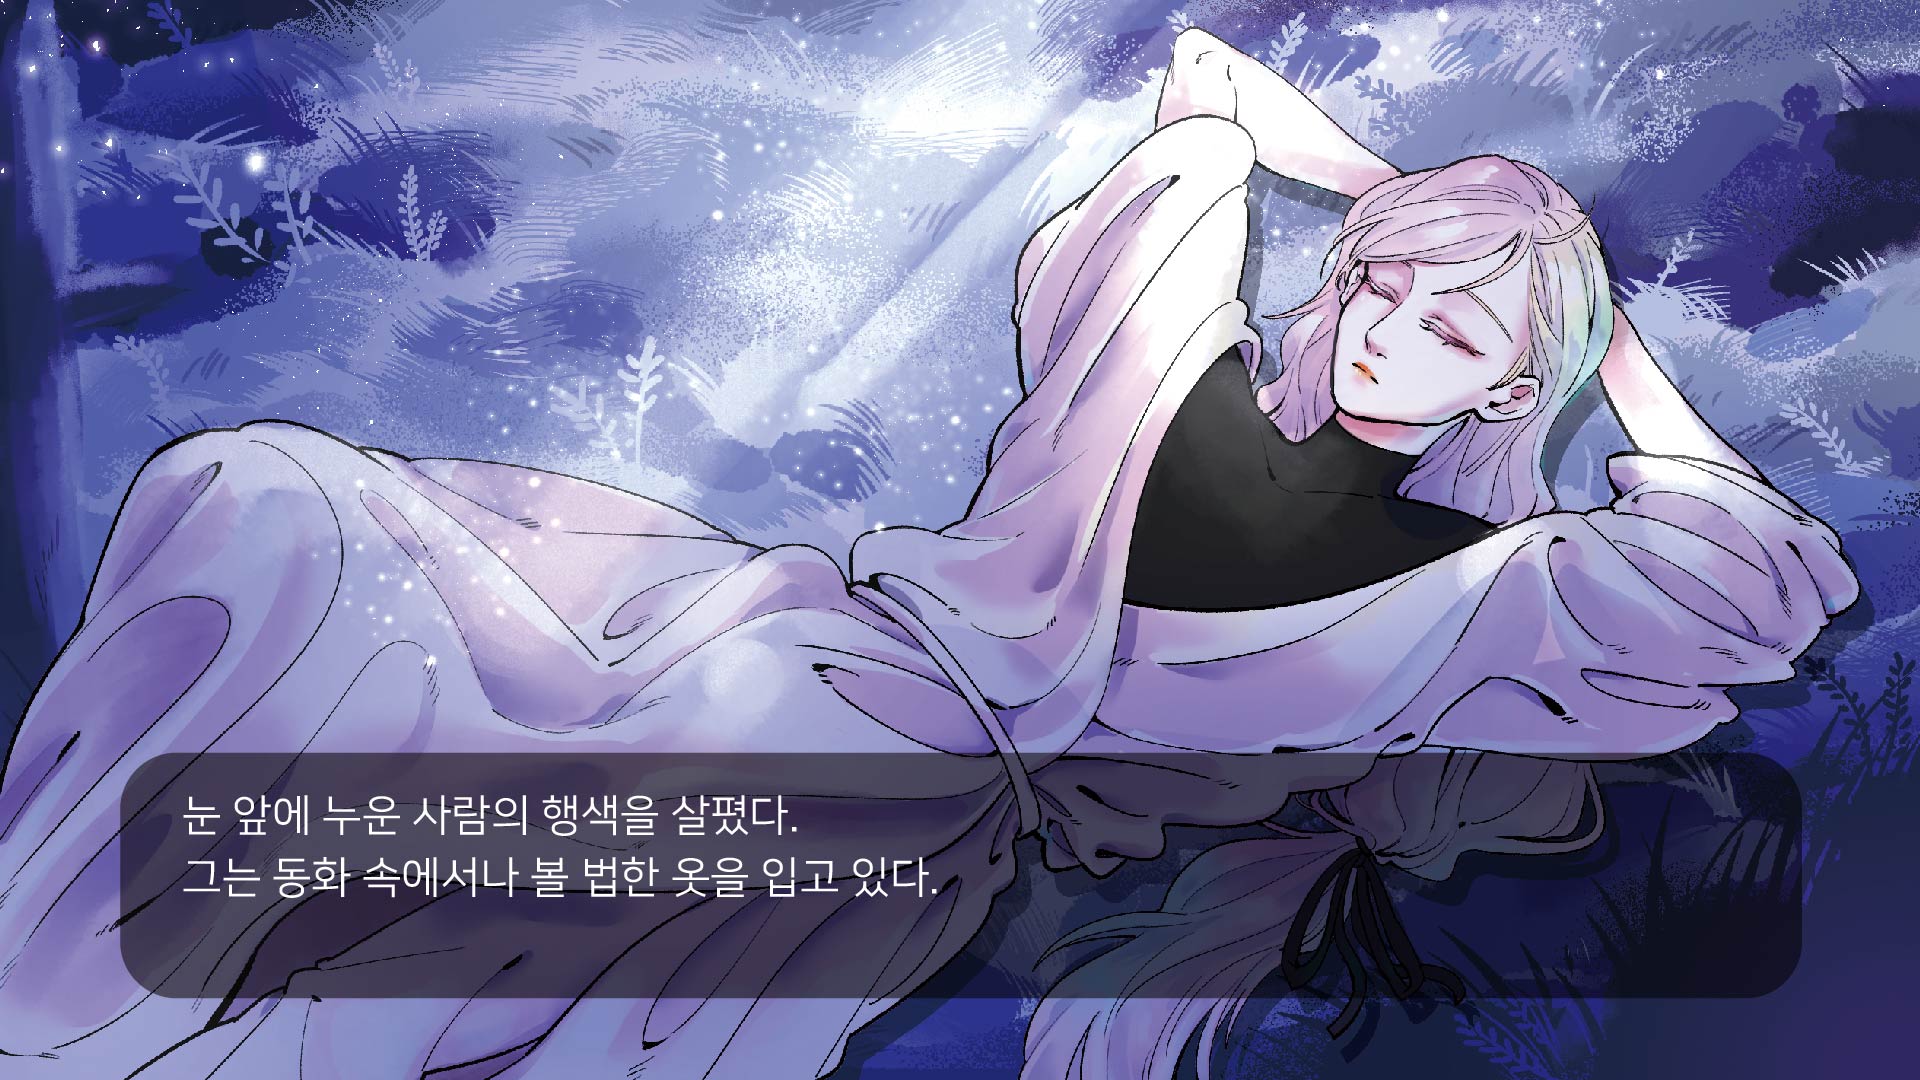 눈 앞에 누운 사람의 행색을 살폈다.
그는 동화 속에서나 볼 법한 옷을 입고 있다.